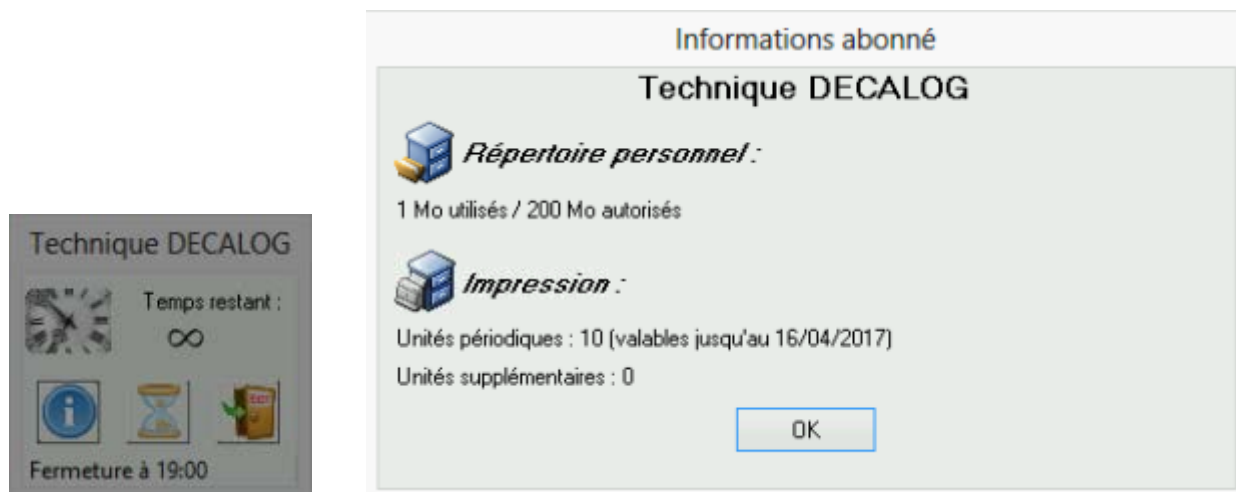 Technique DECALOG
Temps restant :
∞
EXIT
Fermeture à 19:00
Informations abonné
Technique DECALOG
Répertoire personnel :
1 Mo utilisés / 200 Mo autorisés
Impression :
Unités périodiques : 10 (valables jusqu'au 16/04/2017)
Unités supplémentaires : 0
OK